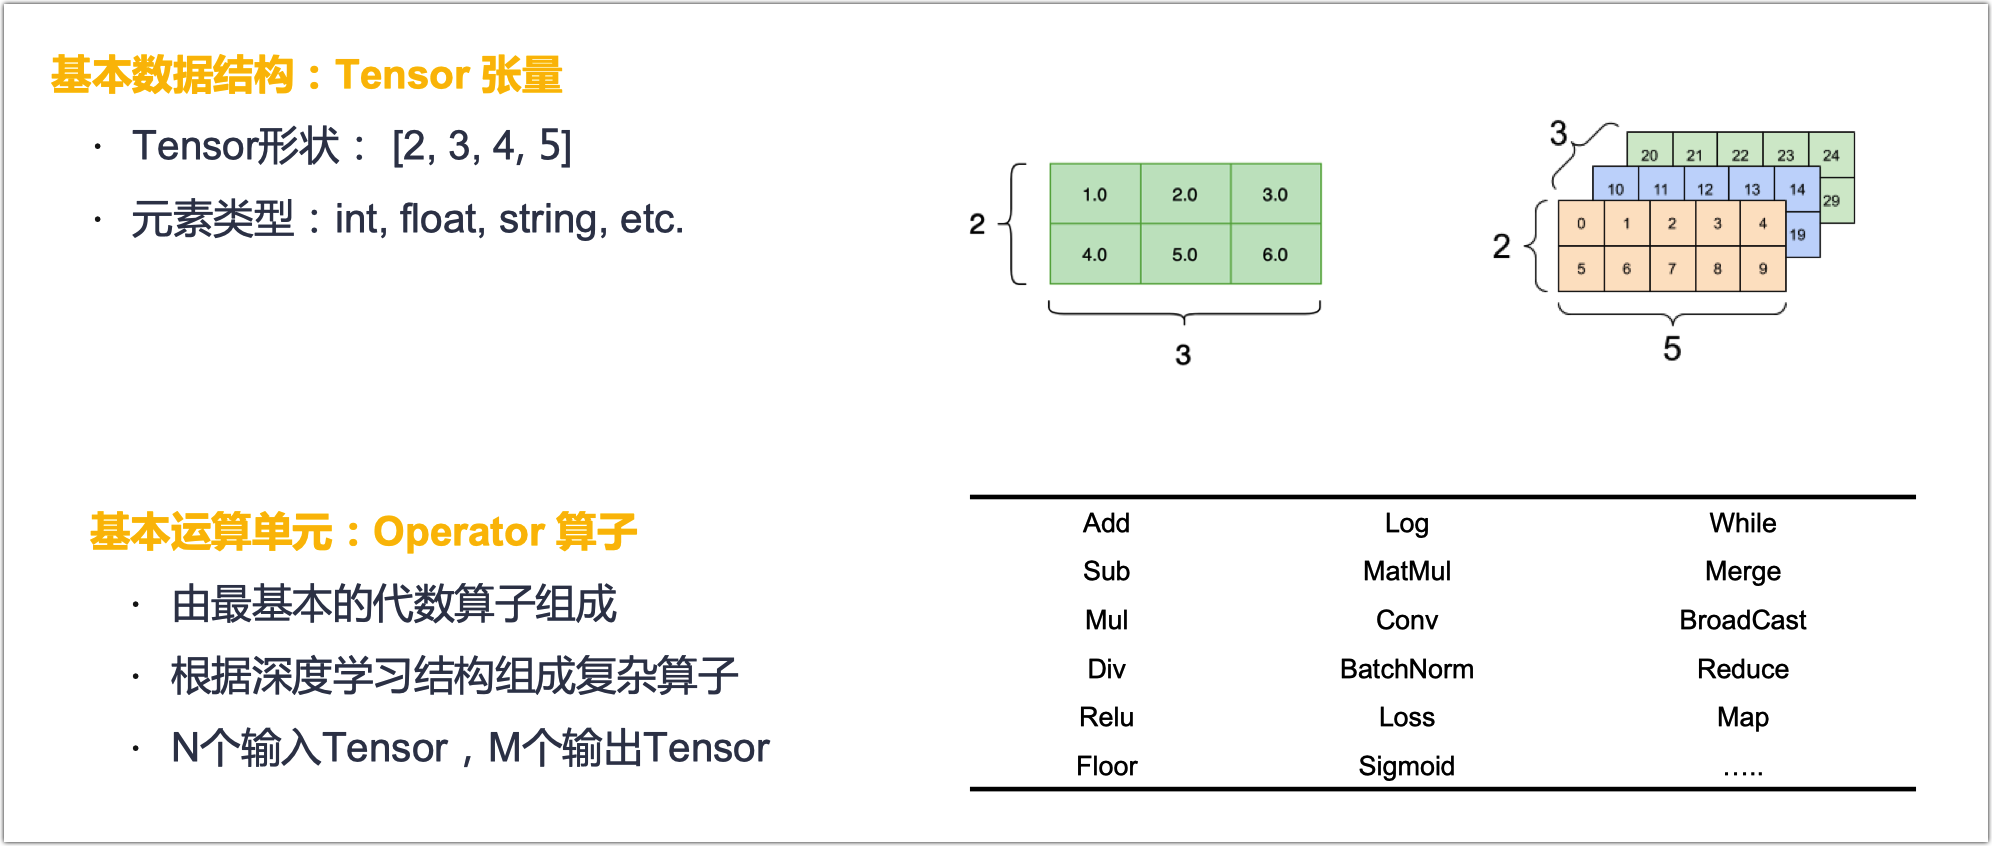 基本数据结构：Tensor 张量
· Tensor形状： [2, 3, 4, 5]
· 元素类型：int, float, string, etc.
2
1.0 2.0 3.0
4.0 5.0 6.0
3
3
20 21 22 23 24
29
10 11 12 13 14
19
2
0 1 2 3 4
5 6 7 8 9
5
基本运算单元：Operator 算子
· 由最基本的代数算子组成
· 根据深度学习结构组成复杂算子
· N个输入Tensor，M个输出Tensor
Add Log While
Sub MatMul Merge
Mul Conv BroadCast
Div BatchNorm Reduce
Relu Loss Map
Floor Sigmoid …..